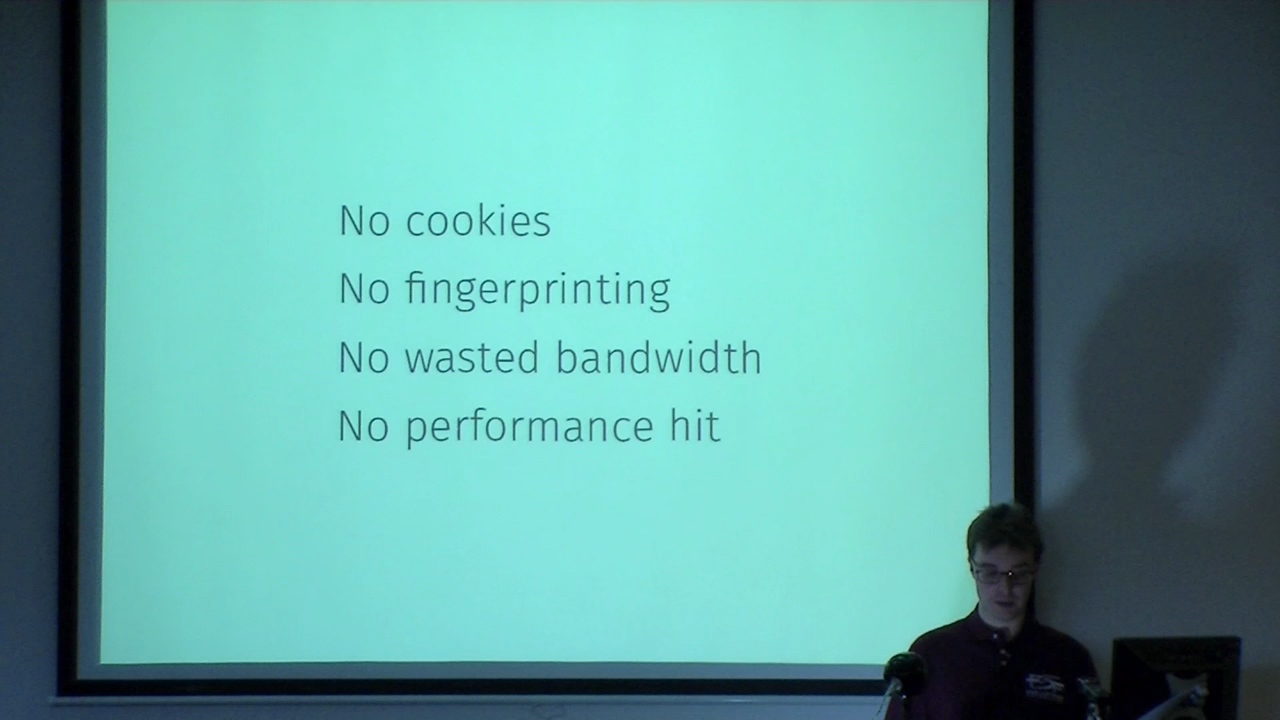 No cookies
No fingerprinting
No wasted bandwidth
No performance hit